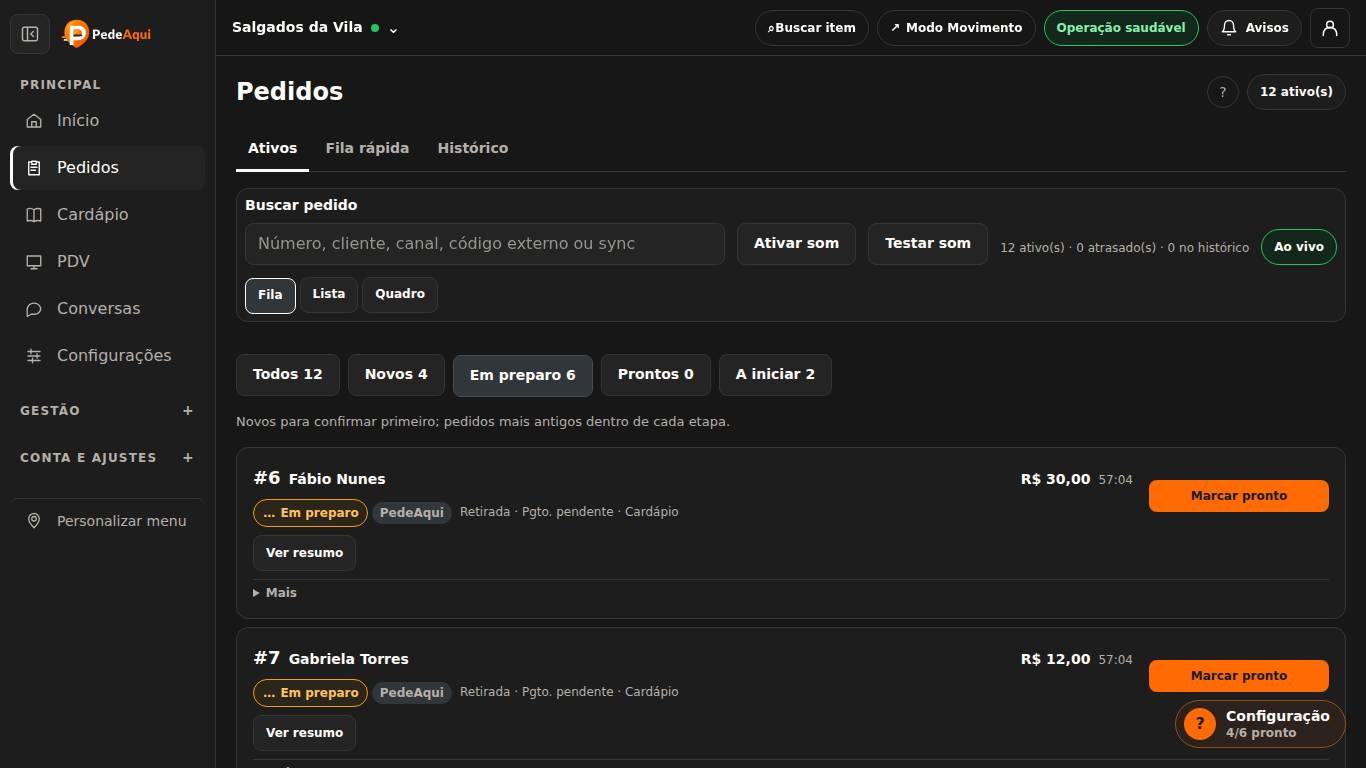 PedeAqui
Salgados da Vila
Buscar item
Modo Movimento
Operação saudável
Avisos
PRINCIPAL
Início
Pedidos
Cardápio
PDV
Conversas
Configurações
GESTÃO +
CONTA E AJUSTES +
Personalizar menu
Pedidos
?
12 ativo(s)
Ativos
Fila rápida
Histórico
Buscar pedido
Número, cliente, canal, código externo ou sync
Ativar som
Testar som
12 ativo(s) · 0 atrasado(s) · 0 no histórico
Ao vivo
Fila
Lista
Quadro
Todos 12
Novos 4
Em preparo 6
Prontos 0
A iniciar 2
Novos para confirmar primeiro; pedidos mais antigos dentro de cada etapa.
#6 Fábio Nunes
R$ 30,00 57:04
Marcar pronto
... Em preparo
PedeAqui
Retirada · Pgto. pendente · Cardápio
Ver resumo
Mais
#7 Gabriela Torres
R$ 12,00 57:04
Marcar pronto
... Em preparo
PedeAqui
Retirada · Pgto. pendente · Cardápio
Ver resumo
?
Configuração
4/6 pronto